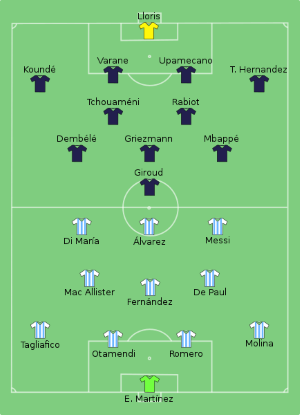 Lloris
Varane Upamecano
Koundé T. Hernandez
Tchouaméni Rabiot
Dembélé Griezmann Mbappé
Giroud
Di María Álvarez Messi
Mac Allister De Paul
Fernández
Tagliafico Molina
Otamendi Romero
E. Martínez